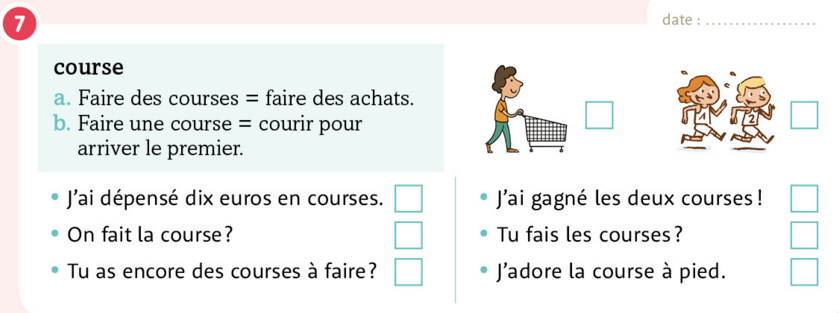 7
date : ...................
course
a. Faire des courses = faire des achats.
b. Faire une course = courir pour
arriver le premier.
1
2
• J'ai dépensé dix euros en courses.
• On fait la course ?
• Tu as encore des courses à faire ?
• J'ai gagné les deux courses !
• Tu fais les courses ?
• J'adore la course à pied.